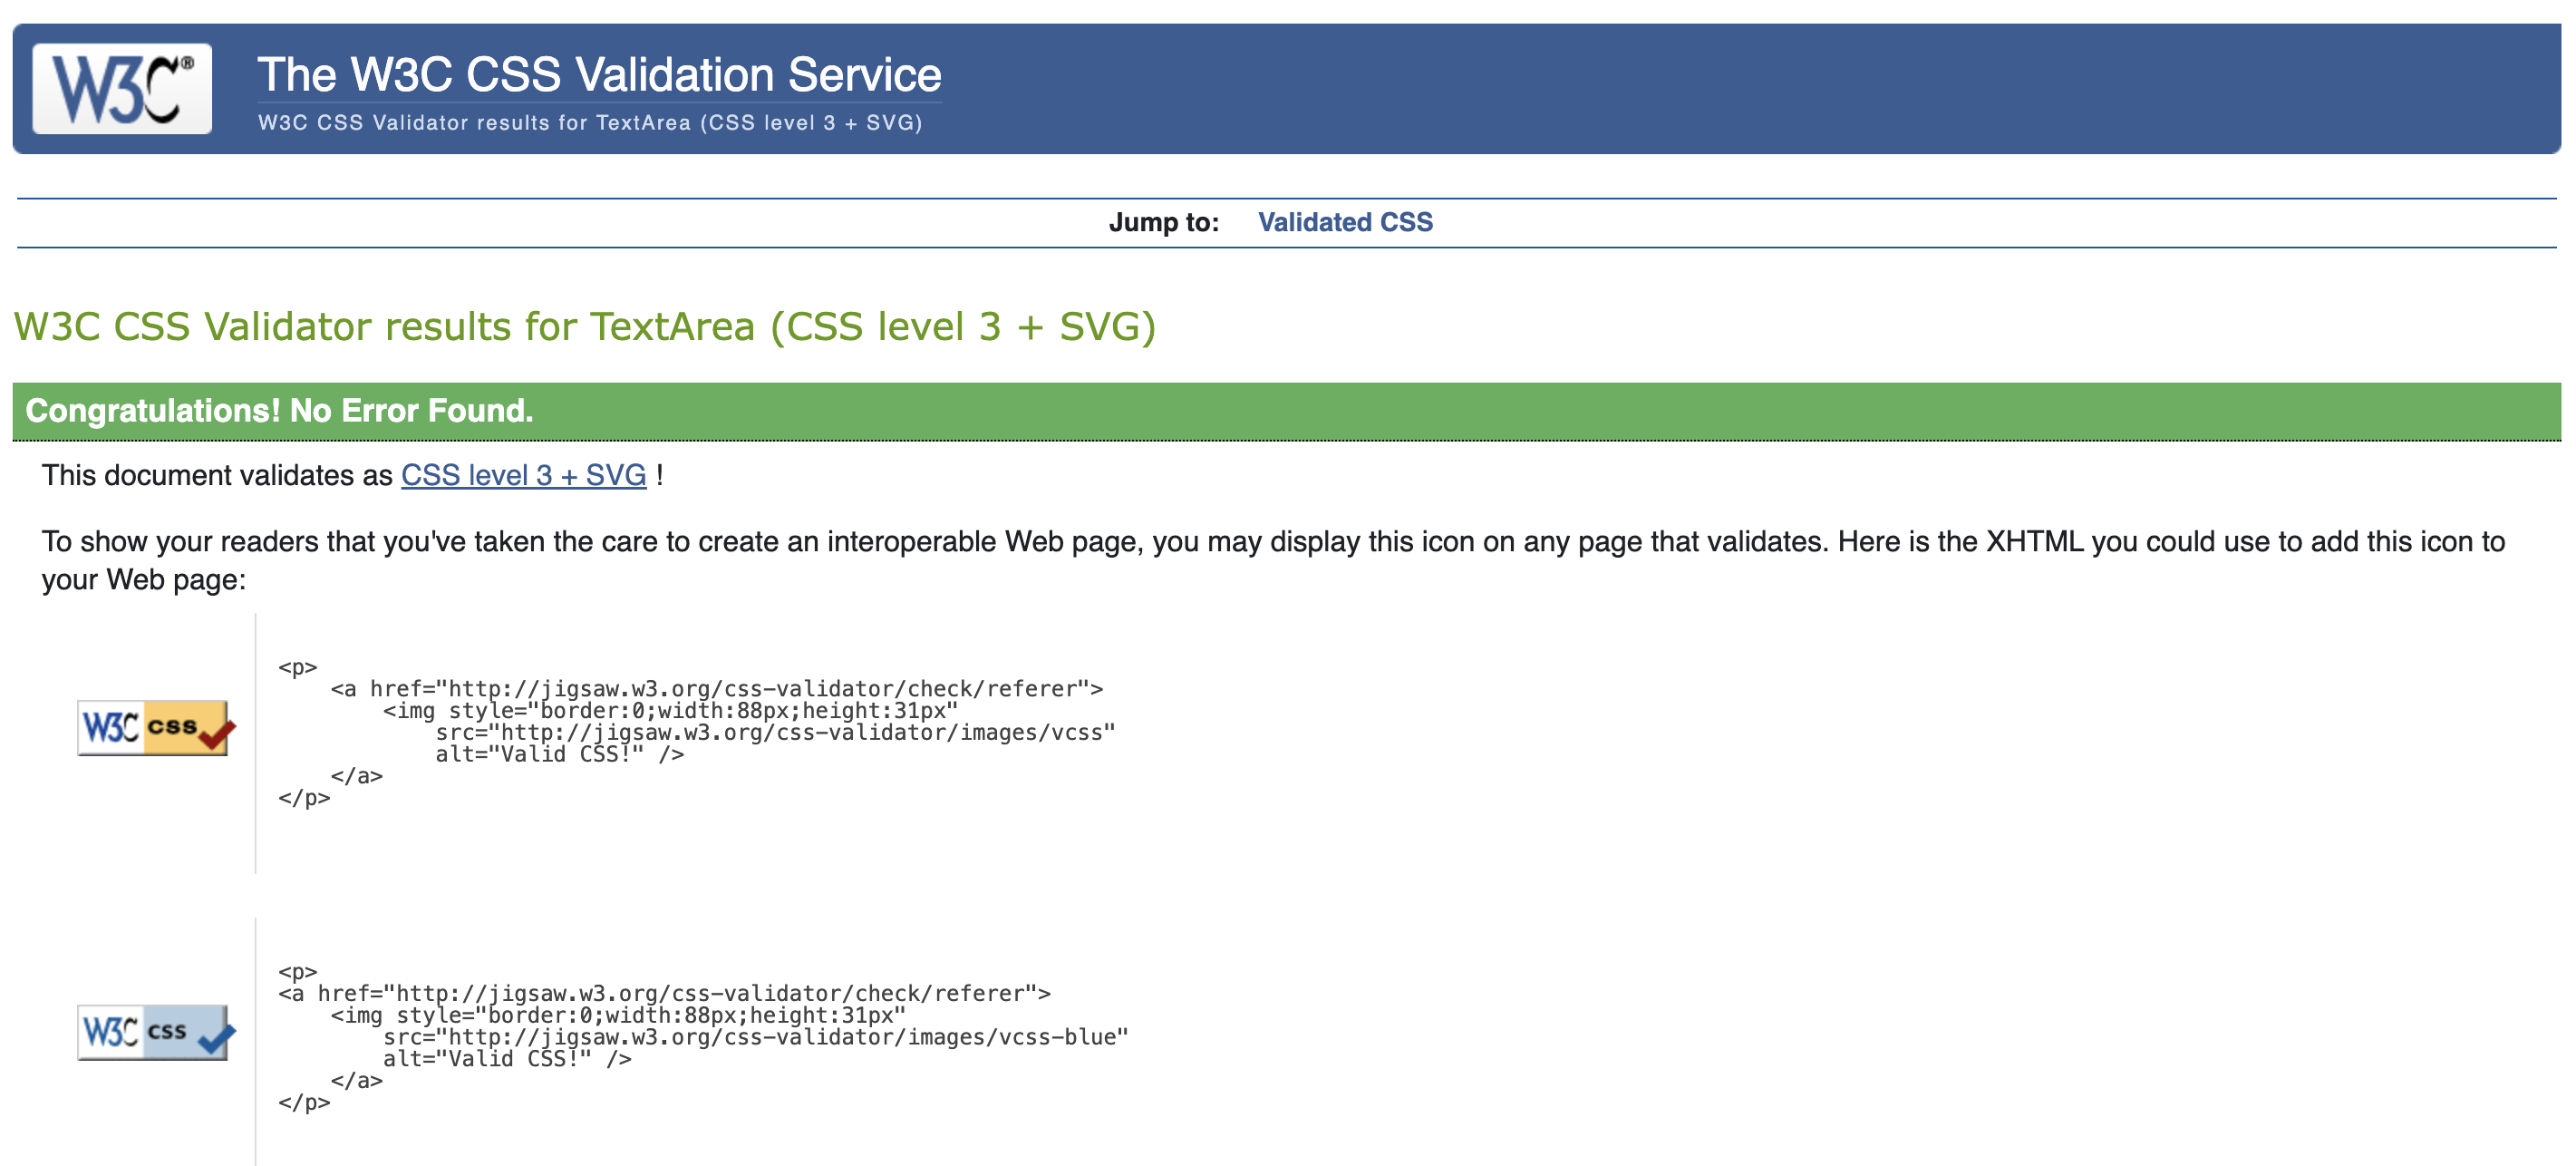 W3C®
The W3C CSS Validation Service
W3C CSS Validator results for TextArea (CSS level 3 + SVG)
Jump to: Validated CSS
W3C CSS Validator results for TextArea (CSS level 3 + SVG)
Congratulations! No Error Found.
This document validates as CSS level 3 + SVG !
To show your readers that you've taken the care to create an interoperable Web page, you may display this icon on any page that validates. Here is the XHTML you could use to add this icon to
your Web page:
W3C css
<p>
    <a href="http://jigsaw.w3.org/css-validator/check/referer">
        <img style="border:0;width:88px;height:31px"
            src="http://jigsaw.w3.org/css-validator/images/vcss"
            alt="Valid CSS!" />
    </a>
</p>
W3C css
<p>
<a href="http://jigsaw.w3.org/css-validator/check/referer">
    <img style="border:0;width:88px;height:31px"
        src="http://jigsaw.w3.org/css-validator/images/vcss-blue"
        alt="Valid CSS!" />
    </a>
</p>